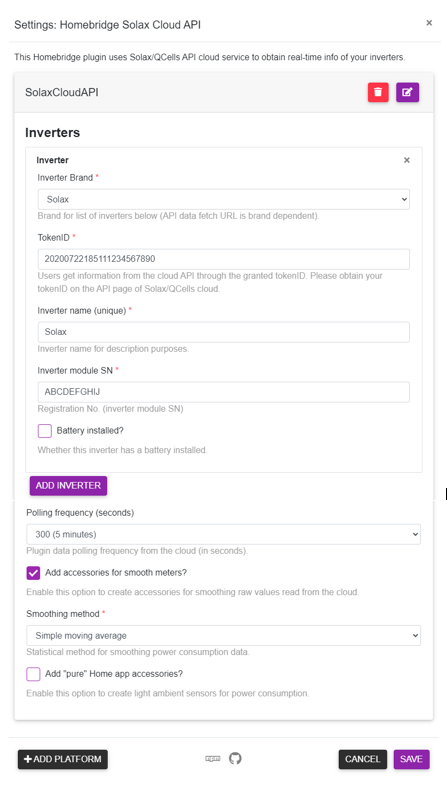 Settings: Homebridge Solax Cloud API
×
This Homebridge plugin uses Solax/QCells API cloud service to obtain real-time info of your inverters.
SolaxCloudAPI
Inverters
Inverter
×
Inverter Brand *
Solax
Brand for list of inverters below (API data fetch URL is brand dependent).
TokenID *
20200722185111234567890
Users get information from the cloud API through the granted tokenID. Please obtain your
tokenID on the API page of Solax/QCells cloud.
Inverter name (unique) *
Solax
Inverter name for description purposes.
Inverter module SN *
ABCDEFGHIJ
Registration No. (inverter module SN)
Battery installed?
Whether this inverter has a battery installed.
ADD INVERTER
Polling frequency (seconds)
300 (5 minutes)
Plugin data polling frequency from the cloud (in seconds).
Add accessories for smooth meters?
Enable this option to create accessories for smoothing raw values read from the cloud.
Smoothing method *
Simple moving average
Statistical method for smoothing power consumption data.
Add "pure" Home app accessories?
Enable this option to create light ambient sensors for power consumption.
+ ADD PLATFORM
npm
CANCEL
SAVE